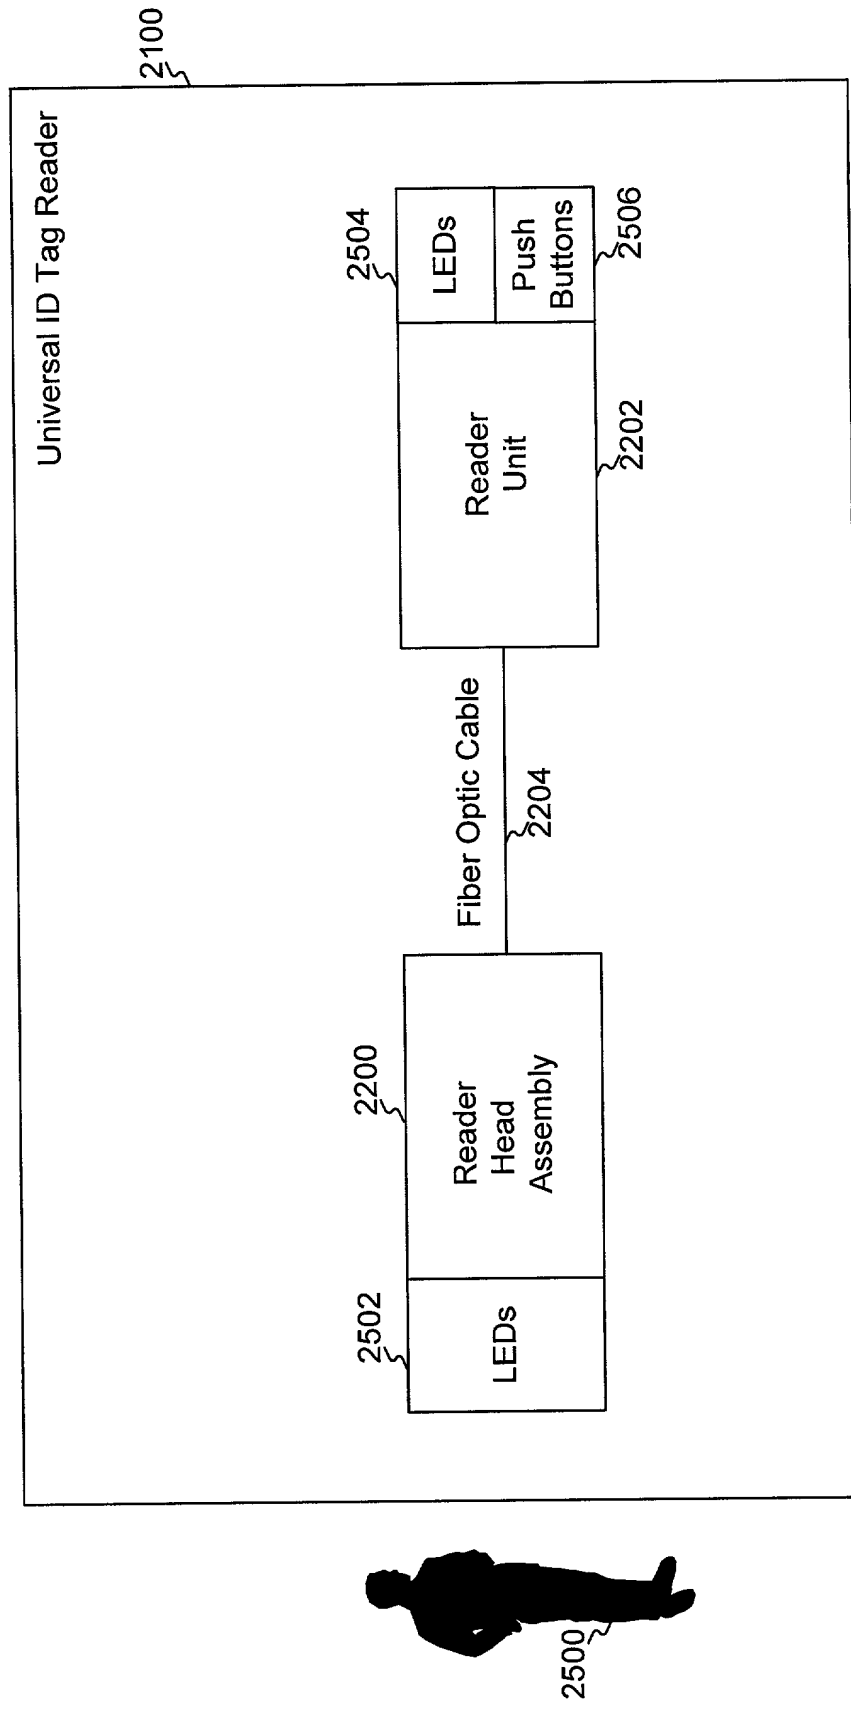 2100
Universal ID Tag Reader
2502
LEDs
2200
Reader
Head
Assembly
Fiber Optic Cable
2204
Reader
Unit
2202
2504
LEDs
Push
Buttons
2506
2500